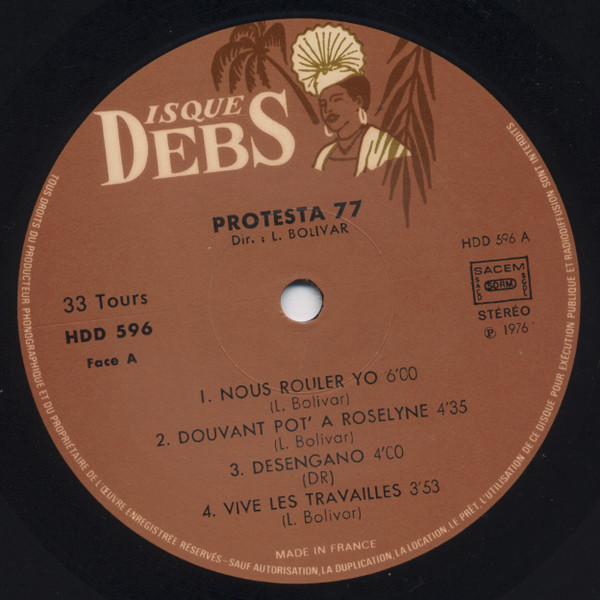 DISQUE
DEBS
PROTESTA 77
Dir. : L. BOLIVAR
HDD 596 A
33 Tours
HDD 596
Face A
SACEM
SACD SDRM SGDL
STÉRÉO
℗ 1976
1. NOUS ROULER YO 6'00
(L. Bolivar)
2. DOUVANT POT' A ROSELYNE 4'35
(L. Bolivar)
3. DESENGANO 4'00
(DR)
4. VIVE LES TRAVAILLES 3'53
(L. Bolivar)
MADE IN FRANCE
TOUS DROITS DU PRODUCTEUR PHONOGRAPHIQUE ET DU PROPRIÉTAIRE DE L'ŒUVRE ENREGISTRÉE RÉSERVÉS - SAUF AUTORISATION, LA DUPLICATION, LA LOCATION, LE PRÊT, L'UTILISATION DE CE DISQUE POUR EXÉCUTION PUBLIQUE ET RADIODIFFUSION SONT INTERDITS